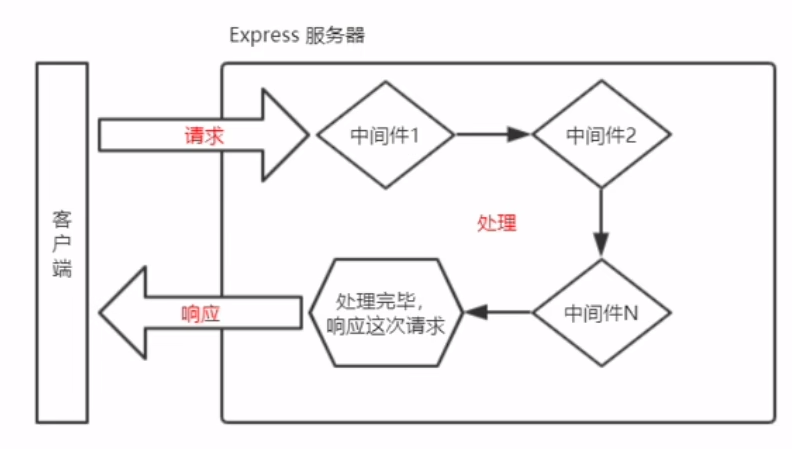 Express 服务器
请求
中间件1
中间件2
客
户
端
处理
处理完毕，
响应这次请求
响应
中间件N